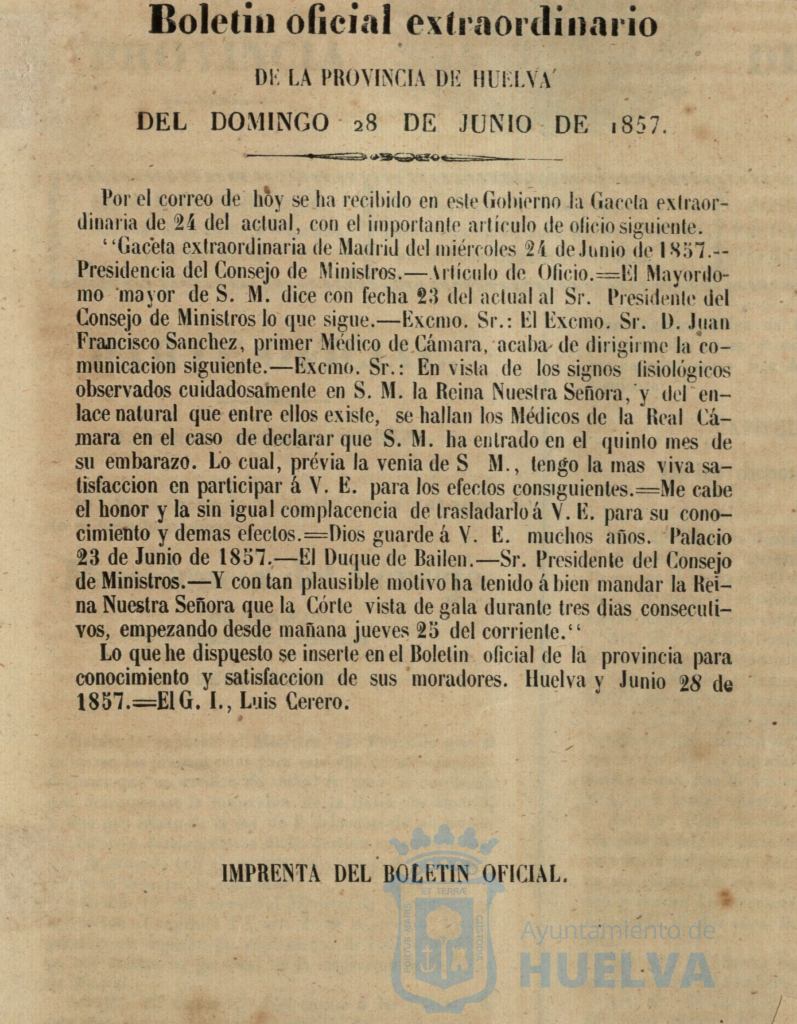 Boletin oficial extraordinario
DE LA PROVINCIA DE HUELVA
DEL DOMINGO 28 DE JUNIO DE 1857.
Por el correo de hoy se ha recibido en este Gobierno la Gaceta extraor-
dinaria de 24 del actual, con el importante artículo de oficio siguiente.
‘‘Gaceta extraordinaria de Madrid del miércoles 24 de Junio de 1857.--
Presidencia del Consejo de Ministros.—Artículo de Oficio.=El Mayordo-
mo mayor de S. M. dice con fecha 23 del actual al Sr. Presidente del
Consejo de Ministros lo que sigue.—Excmo. Sr.: El Excmo. Sr. D. Juan
Francisco Sanchez, primer Médico de Cámara, acaba de dirigirme la co-
municacion siguiente.—Excmo. Sr.: En vista de los signos fisiológicos
observados cuidadosamente en S. M. la Reina Nuestra Señora, y del en-
lace natural que entre ellos existe, se hallan los Médicos de la Real Cá-
mara en el caso de declarar que S. M. ha entrado en el quinto mes de
su embarazo. Lo cual, prévia la venia de S M., tengo la mas viva sa-
tisfaccion en participar á V. E. para los efectos consiguientes.=Me cabe
el honor y la sin igual complacencia de trasladarlo á V. E. para su cono-
cimiento y demas efectos.=Dios guarde á V. E. muchos años. Palacio
23 de Junio de 1857.—El Duque de Bailen.—Sr. Presidente del Consejo
de Ministros.—Y con tan plausible motivo ha tenido á bien mandar la Rei-
na Nuestra Señora que la Córte vista de gala durante tres dias consecuti-
vos, empezando desde mañana jueves 25 del corriente.‘‘
Lo que he dispuesto se inserte en el Boletin oficial de la provincia para
conocimiento y satisfaccion de sus moradores. Huelva y Junio 28 de
1857.=El G. I., Luis Cerero.
IMPRENTA DEL BOLETIN OFICIAL.
ET TERRÆ
PORTUS MARIS
CUSTODIA
Ayuntamiento de
HUELVA